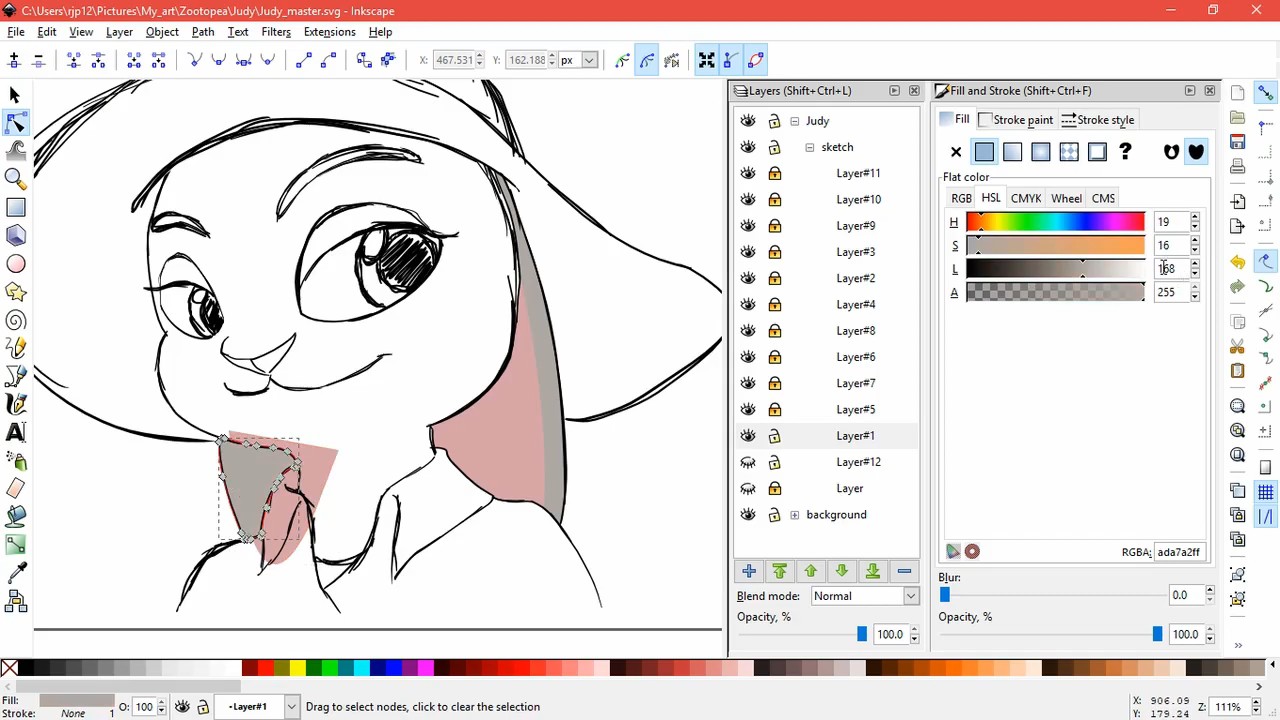 C:\Users\rjp12\Pictures\My_art\Zootopea\Judy\Judy_master.svg - Inkscape
File Edit View Layer Object Path Text Filters Extensions Help
X: 467.531 Y: 162.188 px
Layers (Shift+Ctrl+L)
Judy
sketch
Layer#11
Layer#10
Layer#9
Layer#3
Layer#2
Layer#4
Layer#8
Layer#6
Layer#7
Layer#5
Layer#1
Layer#12
Layer
background
Blend mode: Normal
Opacity, % 100.0
Fill and Stroke (Shift+Ctrl+F)
Fill Stroke paint Stroke style
Flat color
RGB HSL CMYK Wheel CMS
H 19
S 16
L 168
A 255
RGBA: ada7a2ff
Blur:
0.0
Opacity, %
100.0
Fill:
Stroke: None 1 O: 100 Layer#1 Drag to select nodes, click to clear the selection X: 906.09 Y: 179.24 Z: 111%